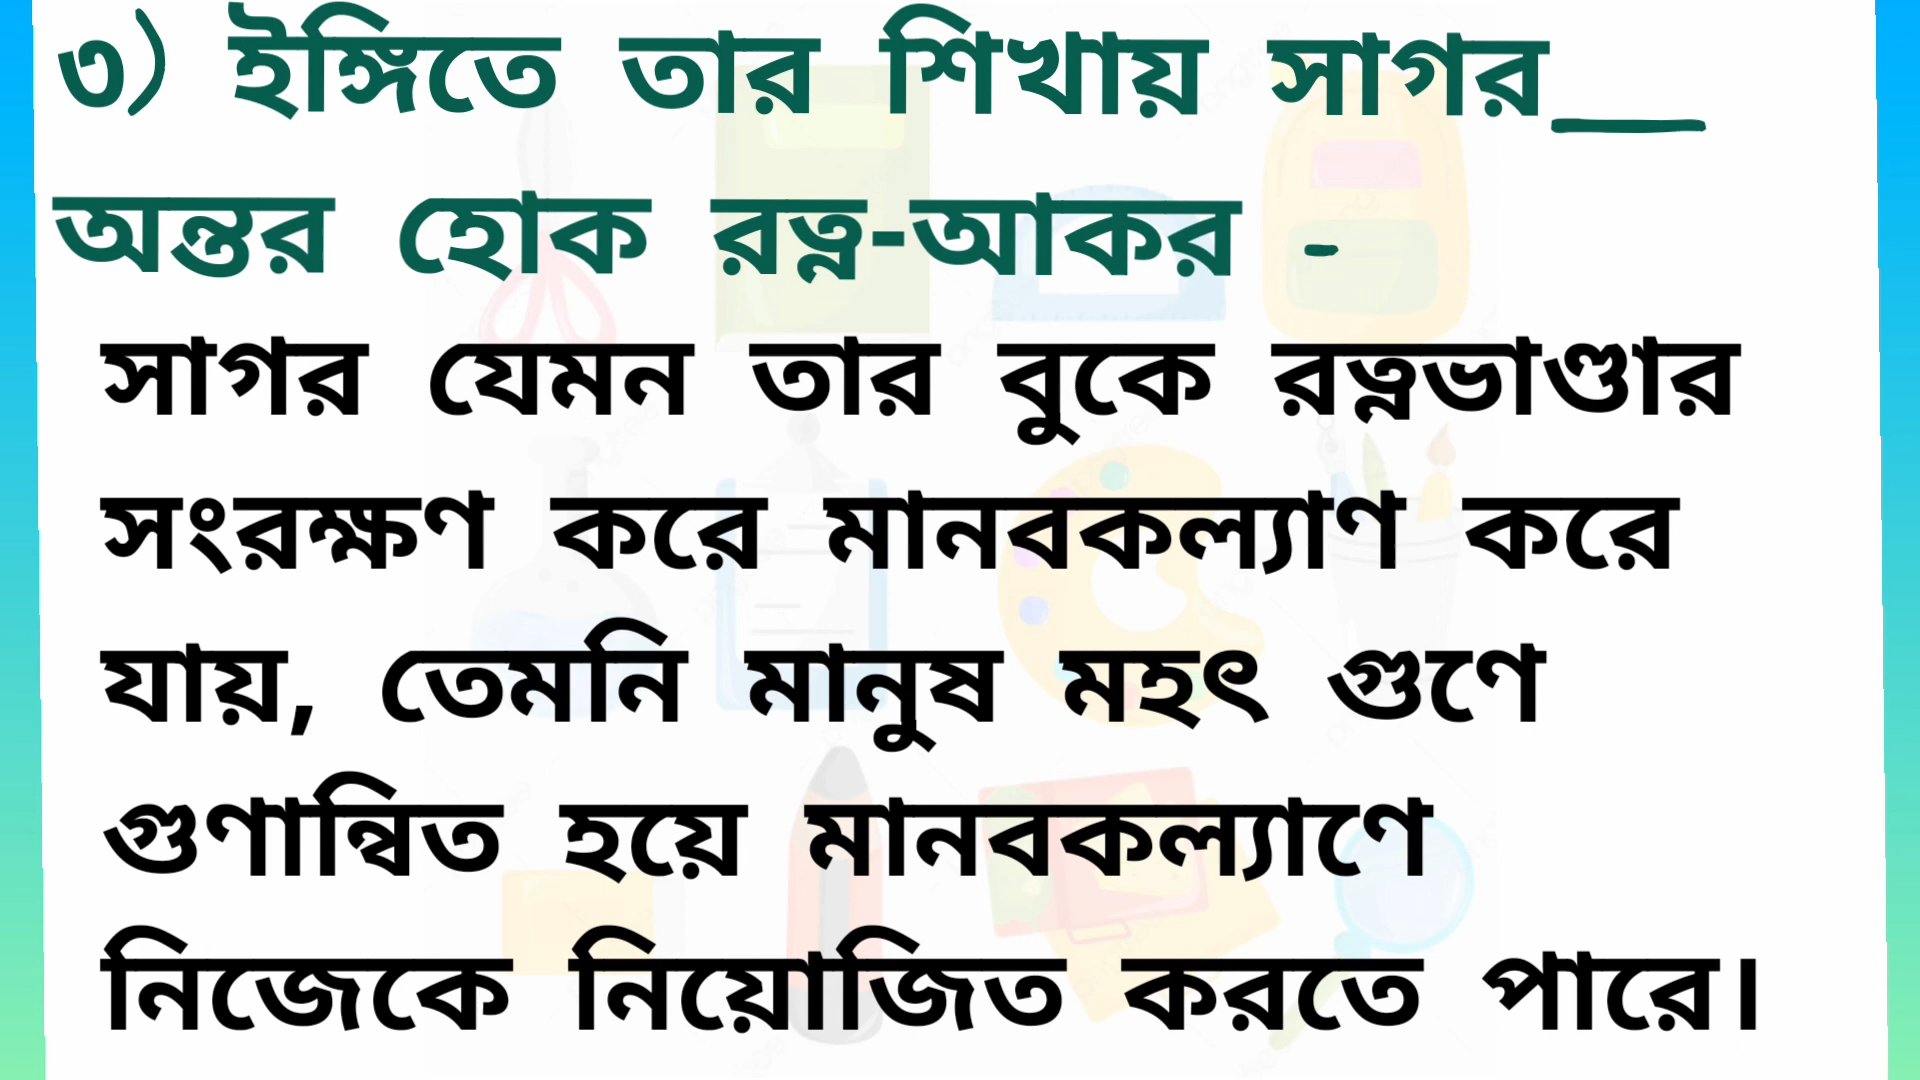 ৩) ইঙ্গিতে তার শিখায় সাগর__
অন্তর হোক রত্ন-আকর -
সাগর যেমন তার বুকে রত্নভাণ্ডার
সংরক্ষণ করে মানবকল্যাণ করে
যায়, তেমনি মানুষ মহৎ গুণে
গুণান্বিত হয়ে মানবকল্যাণে
নিজেকে নিয়োজিত করতে পারে।